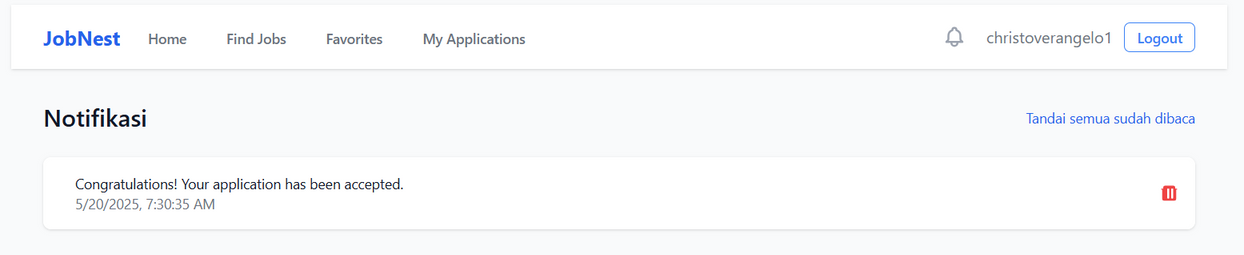 JobNest Home Find Jobs Favorites My Applications christoverangelo1 Logout
Notifikasi Tandai semua sudah dibaca
Congratulations! Your application has been accepted.
5/20/2025, 7:30:35 AM